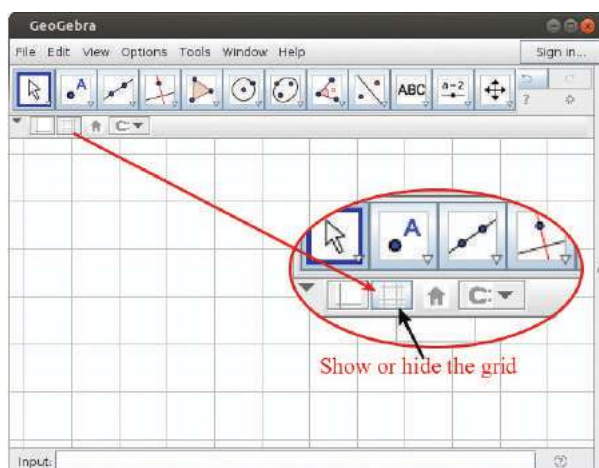 GeoGebra
File Edit View Options Tools Window Help Sign in...
A ABC a=2 ?
A
Show or hide the grid
Input: ?